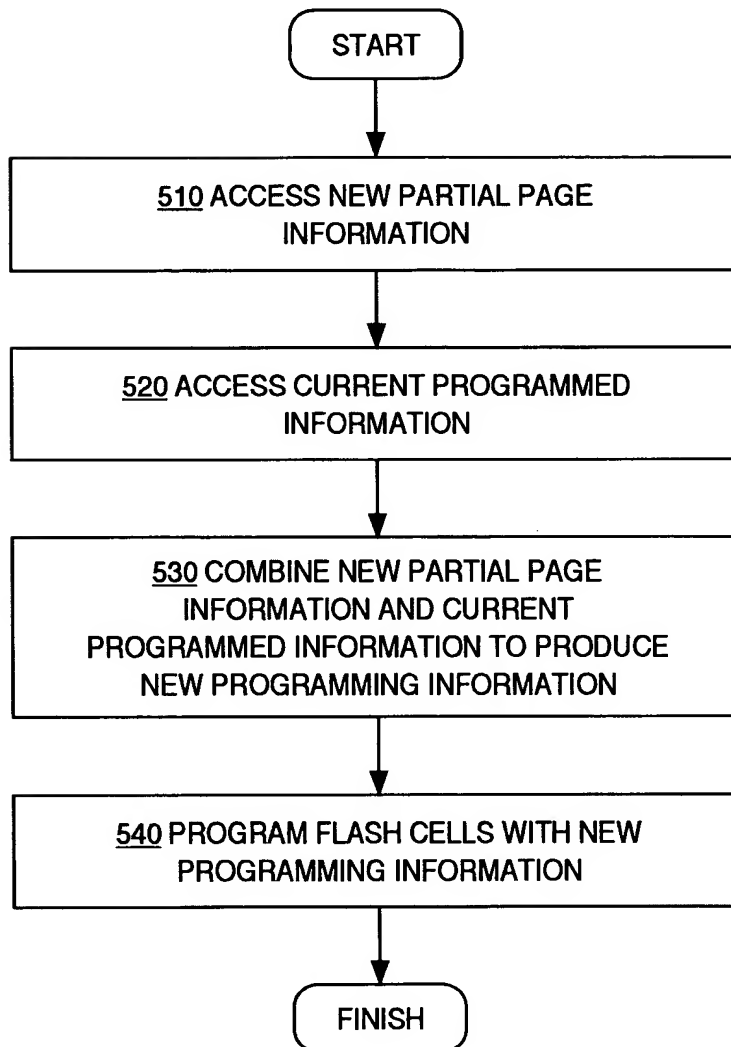 START
510 ACCESS NEW PARTIAL PAGE
INFORMATION
520 ACCESS CURRENT PROGRAMMED
INFORMATION
530 COMBINE NEW PARTIAL PAGE
INFORMATION AND CURRENT
PROGRAMMED INFORMATION TO PRODUCE
NEW PROGRAMMING INFORMATION
540 PROGRAM FLASH CELLS WITH NEW
PROGRAMMING INFORMATION
FINISH